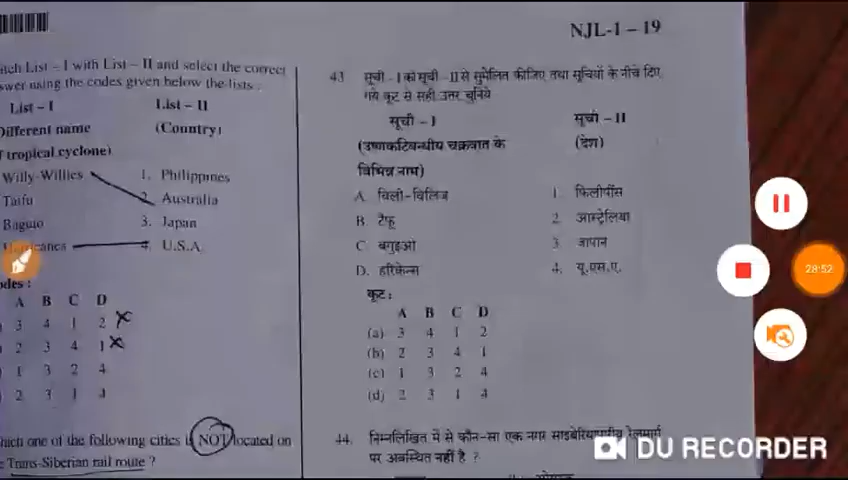 NJL-1 – 19
atch List – I with List – II and select the correct
swer using the codes given below the lists :
List – I List – II
Different name (Country)
f tropical cyclone)
Willy-Willies 1. Philippines
Taifu 2. Australia
Baguio 3. Japan
Hurricanes 4. U.S.A.
odes :
A B C D
3 4 1 2
2 3 4 1
1 3 2 4
2 3 1 4
hich one of the following cities is NOT located on
e Trans-Siberian rail route ?
43 सूची -I को सूची -II से सुमेलित कीजिए तथा सूचियों के नीचे दिए
गये कूट से सही उत्तर चुनिये
सूची - I सूची - II
(उष्णकटिबन्धीय चक्रवात के (देश)
विभिन्न नाम)
A. विली-विलिज 1. फिलीपींस
B. टैफू 2. आस्ट्रेलिया
C. बगुइओ 3. जापान
D. हरिकेन्स 4. यू.एस.ए.
कूट :
A B C D
(a) 3 4 1 2
(b) 2 3 4 1
(c) 1 3 2 4
(d) 2 3 1 4
44. निम्नलिखित में से कौन-सा एक नगर साइबेरियापारीय रेलमार्ग
पर अवस्थित नहीं है ?
28:52
DU RECORDER